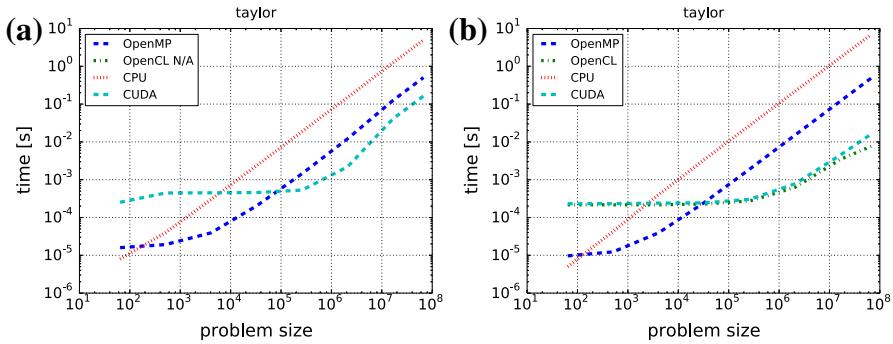 (a)
taylor
time [s]
10^1
10^0
10^-1
10^-2
10^-3
10^-4
10^-5
10^-6
OpenMP
OpenCL N/A
CPU
CUDA
10^1 10^2 10^3 10^4 10^5 10^6 10^7 10^8
problem size
(b)
taylor
time [s]
10^1
10^0
10^-1
10^-2
10^-3
10^-4
10^-5
10^-6
OpenMP
OpenCL
CPU
CUDA
10^1 10^2 10^3 10^4 10^5 10^6 10^7 10^8
problem size